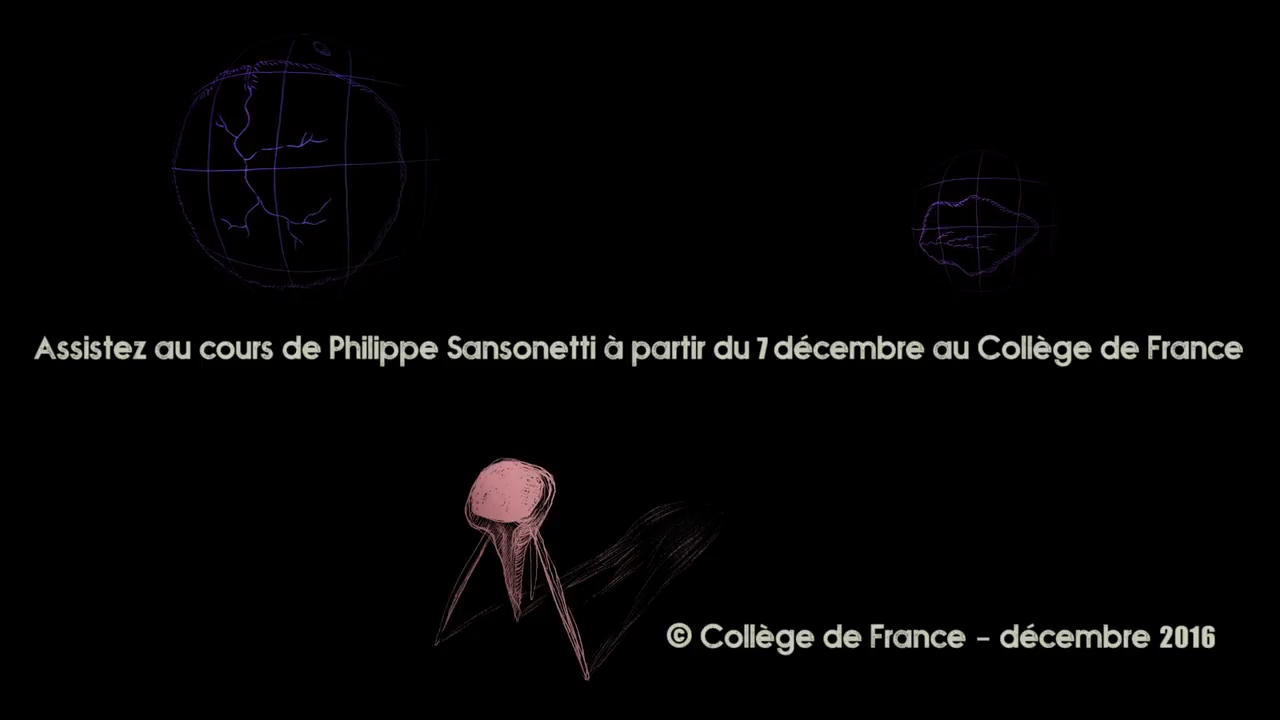 Assistez au cours de Philippe Sansonetti à partir du 7 décembre au Collège de France
© Collège de France - décembre 2016